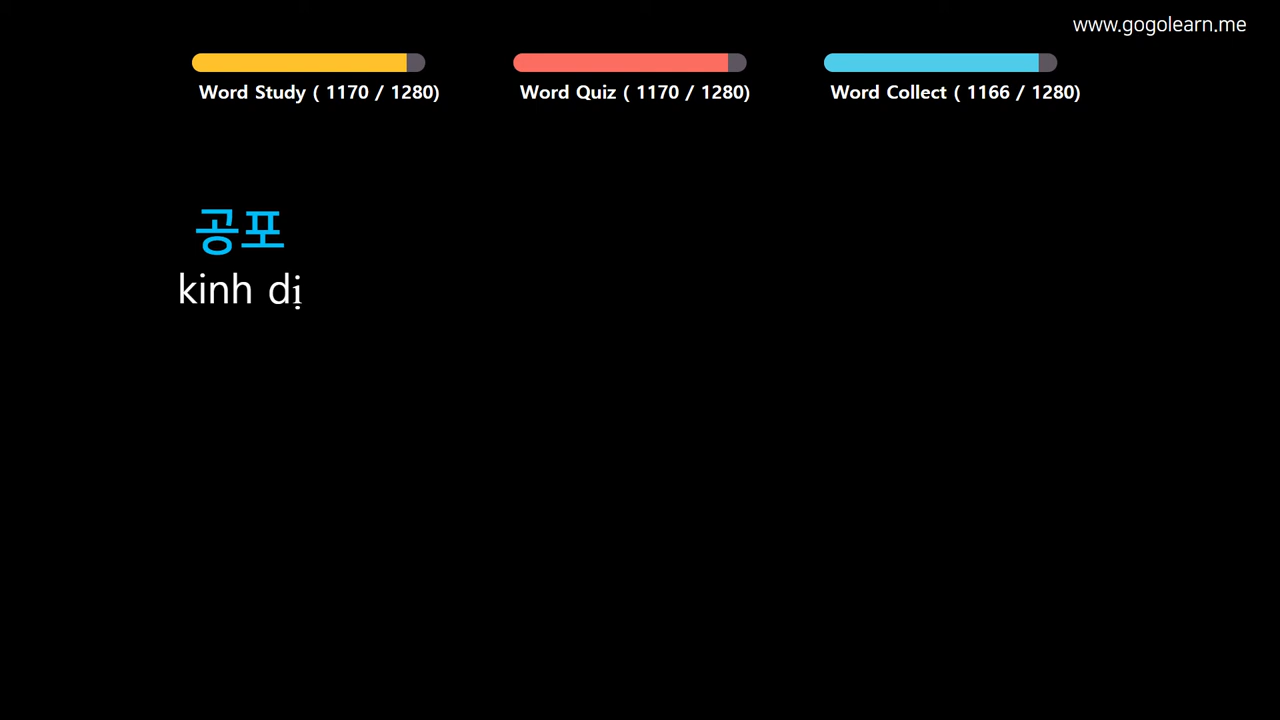 www.gogolearn.me
Word Study ( 1170 / 1280)
Word Quiz ( 1170 / 1280)
Word Collect ( 1166 / 1280)
공포
kinh dị